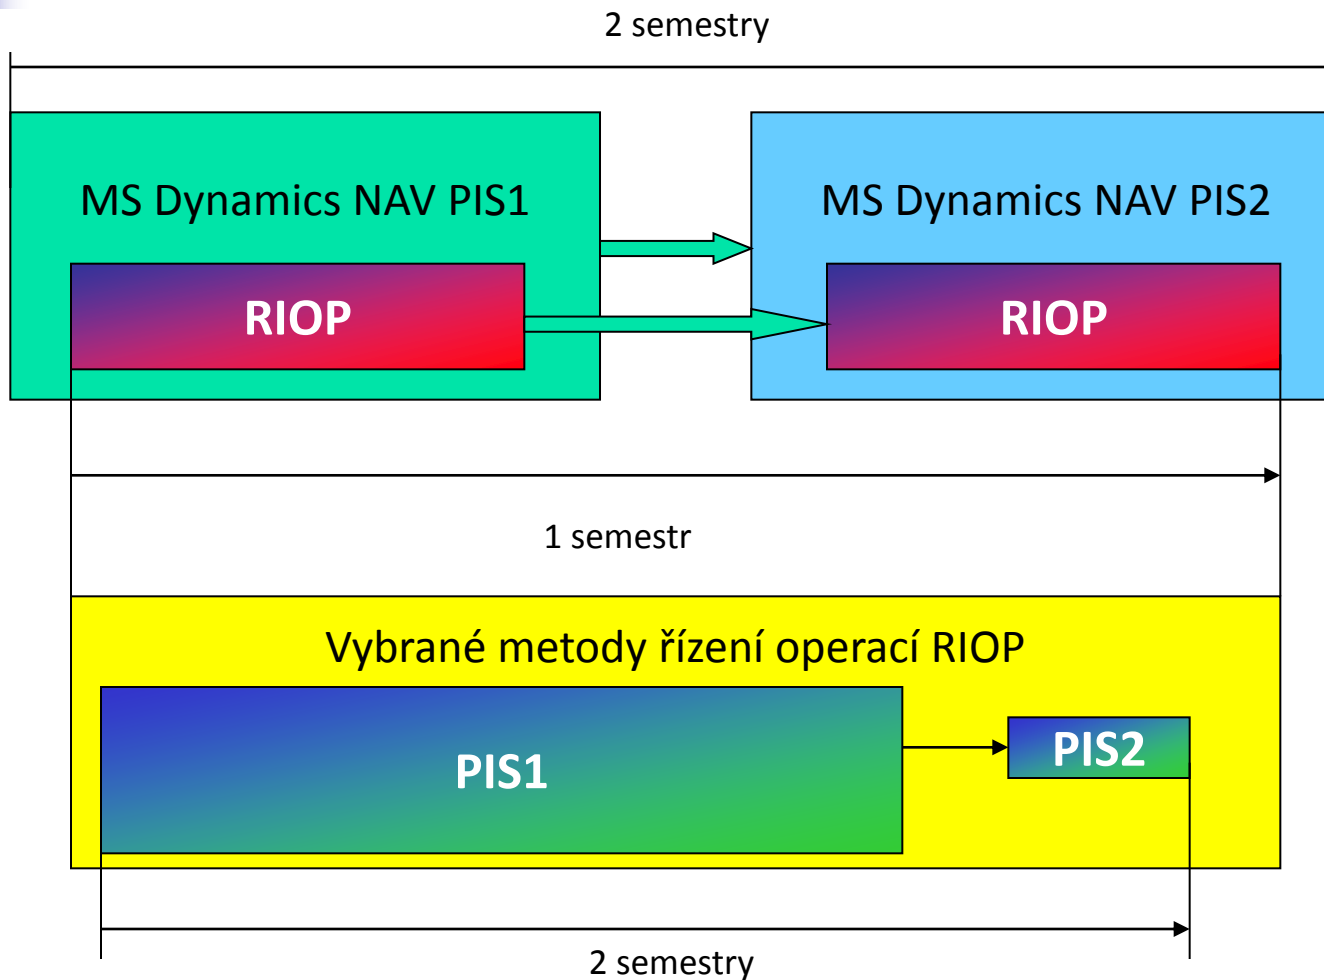 2 semestry
MS Dynamics NAV PIS1
MS Dynamics NAV PIS2
RIOP
RIOP
1 semestr
Vybrané metody řízení operací RIOP
PIS1
PIS2
2 semestry